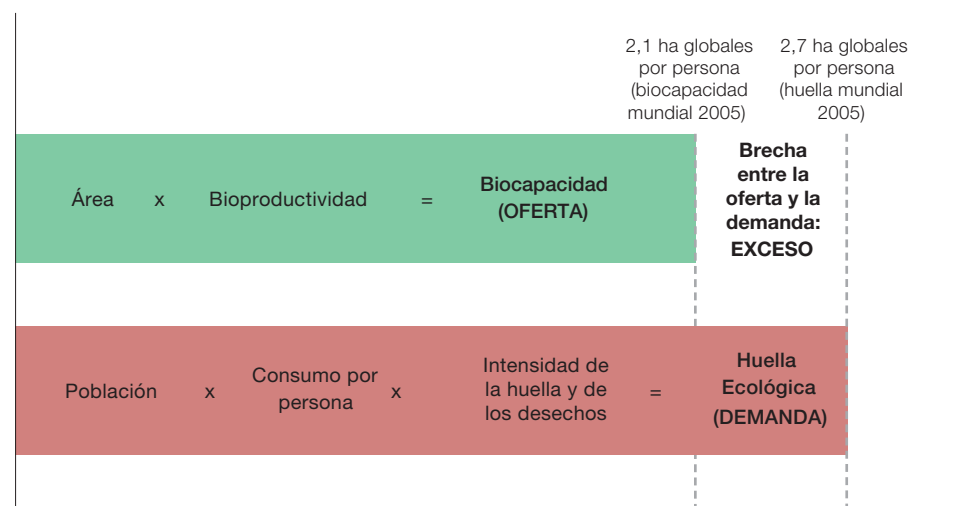 2,1 ha globales
por persona
(biocapacidad
mundial 2005)
2,7 ha globales
por persona
(huella mundial
2005)
Área x Bioproductividad =
Biocapacidad
(OFERTA)
Brecha
entre la
oferta y la
demanda:
EXCESO
Población x
Consumo por
persona
x
Intensidad de
la huella y de
los desechos
=
Huella
Ecológica
(DEMANDA)